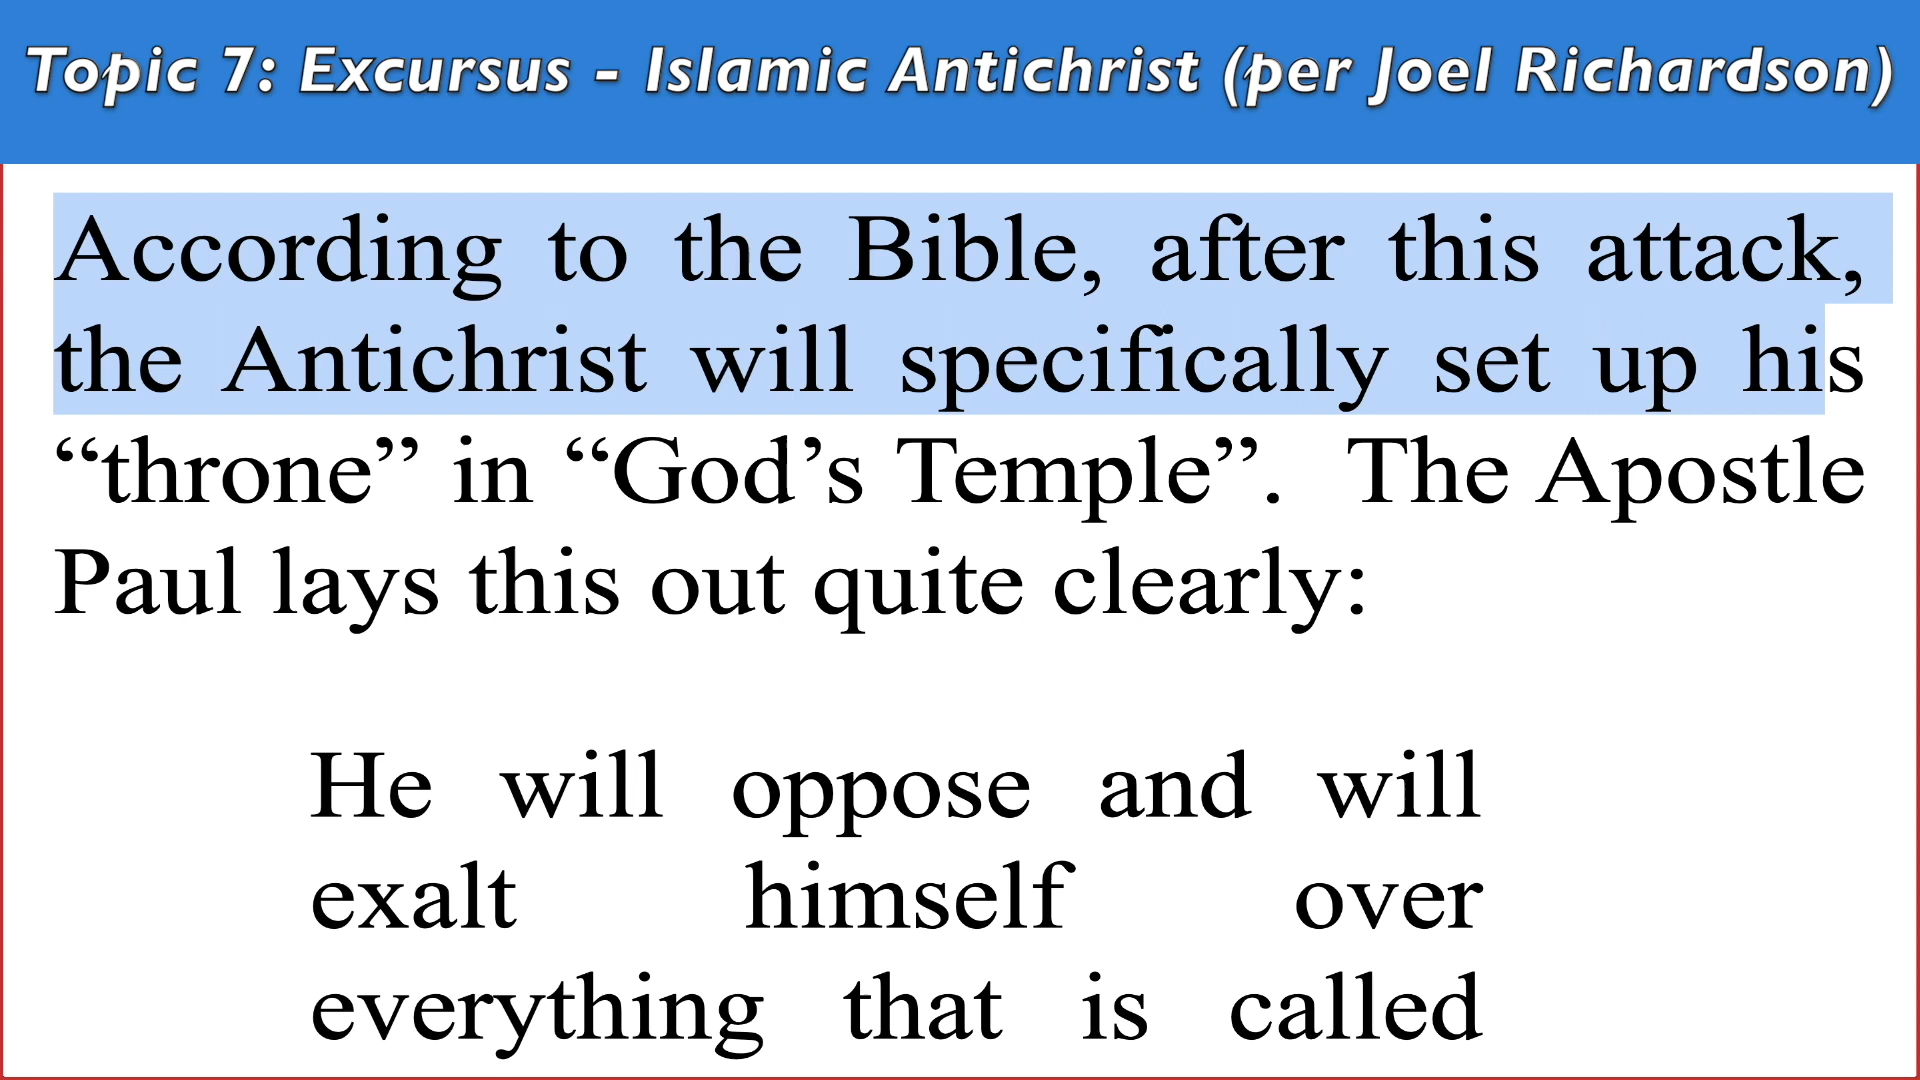 Topic 7: Excursus - Islamic Antichrist (per Joel Richardson)
According to the Bible, after this attack,
the Antichrist will specifically set up his
“throne” in “God’s Temple”. The Apostle
Paul lays this out quite clearly:
He will oppose and will
exalt himself over
everything that is called